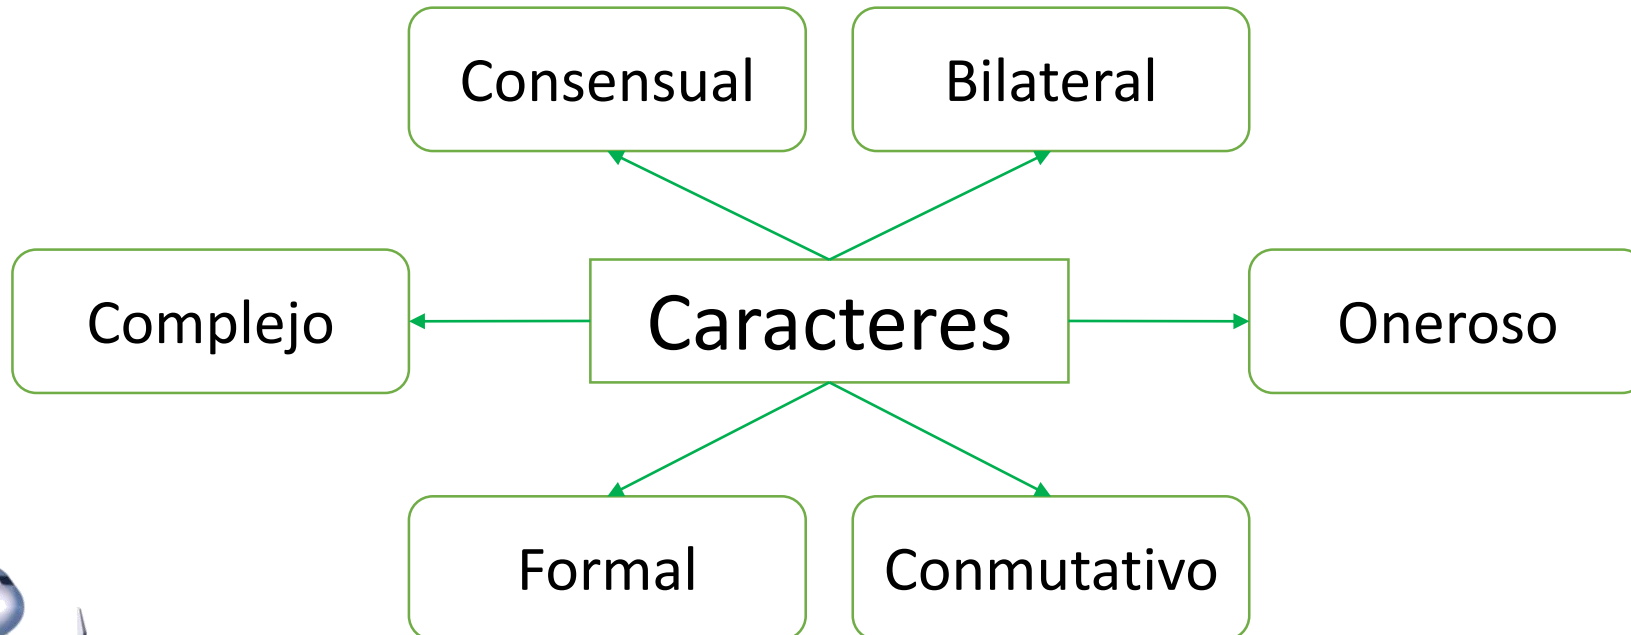 Consensual
Bilateral
Complejo
Caracteres
Oneroso
Formal
Conmutativo